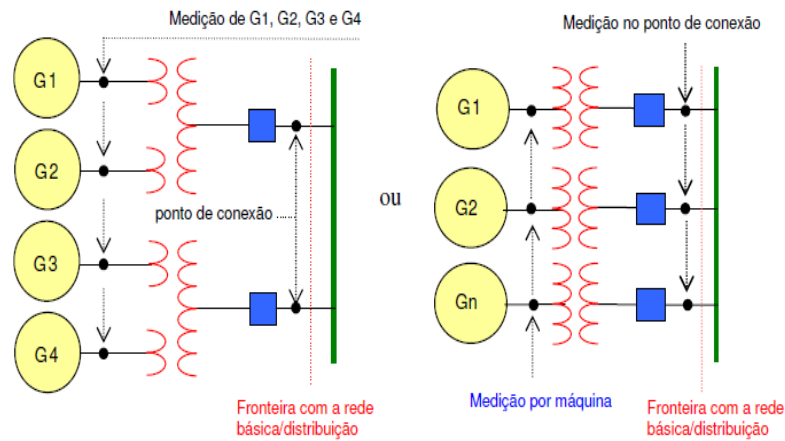 Medição de G1, G2, G3 e G4
G1
G2
ponto de conexão
G3
G4
Fronteira com a rede
básica/distribuição
ou
Medição no ponto de conexão
G1
G2
Gn
Medição por máquina
Fronteira com a rede
básica/distribuição